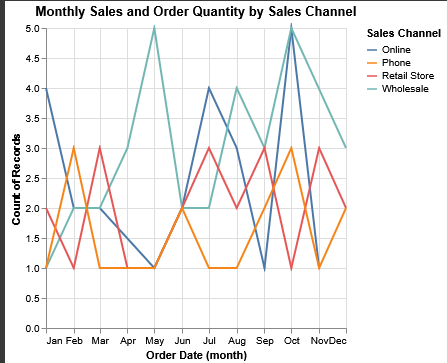 Monthly Sales and Order Quantity by Sales Channel
Sales Channel
Online
Phone
Retail Store
Wholesale
Count of Records
5.0
4.5
4.0
3.5
3.0
2.5
2.0
1.5
1.0
0.5
0.0
Jan Feb Mar Apr May Jun Jul Aug Sep Oct NovDec
Order Date (month)